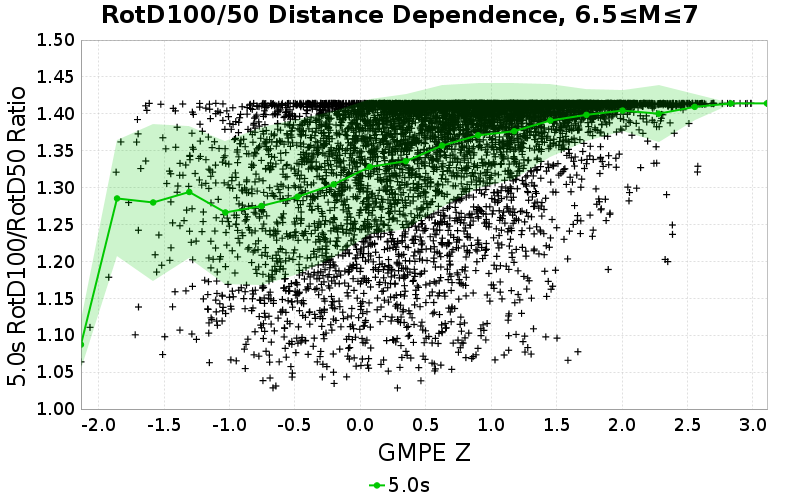 RotD100/50 Distance Dependence, 6.5≤M≤7
5.0s RotD100/RotD50 Ratio
1.50
1.45
1.40
1.35
1.30
1.25
1.20
1.15
1.10
1.05
1.00
-2.0 -1.5 -1.0 -0.5 0.0 0.5 1.0 1.5 2.0 2.5 3.0
GMPE Z
5.0s